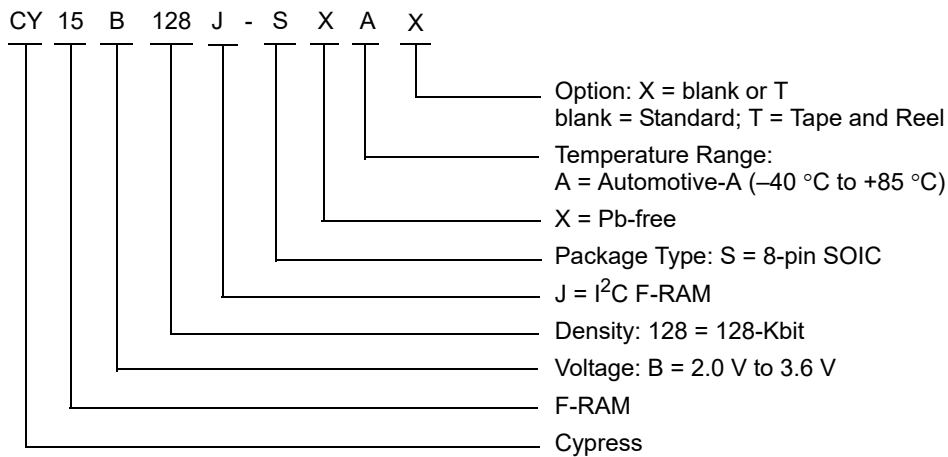 CY 15 B 128 J - S X A X
Option: X = blank or T
blank = Standard; T = Tape and Reel
Temperature Range:
A = Automotive-A (–40 °C to +85 °C)
X = Pb-free
Package Type: S = 8-pin SOIC
J = I²C F-RAM
Density: 128 = 128-Kbit
Voltage: B = 2.0 V to 3.6 V
F-RAM
Cypress